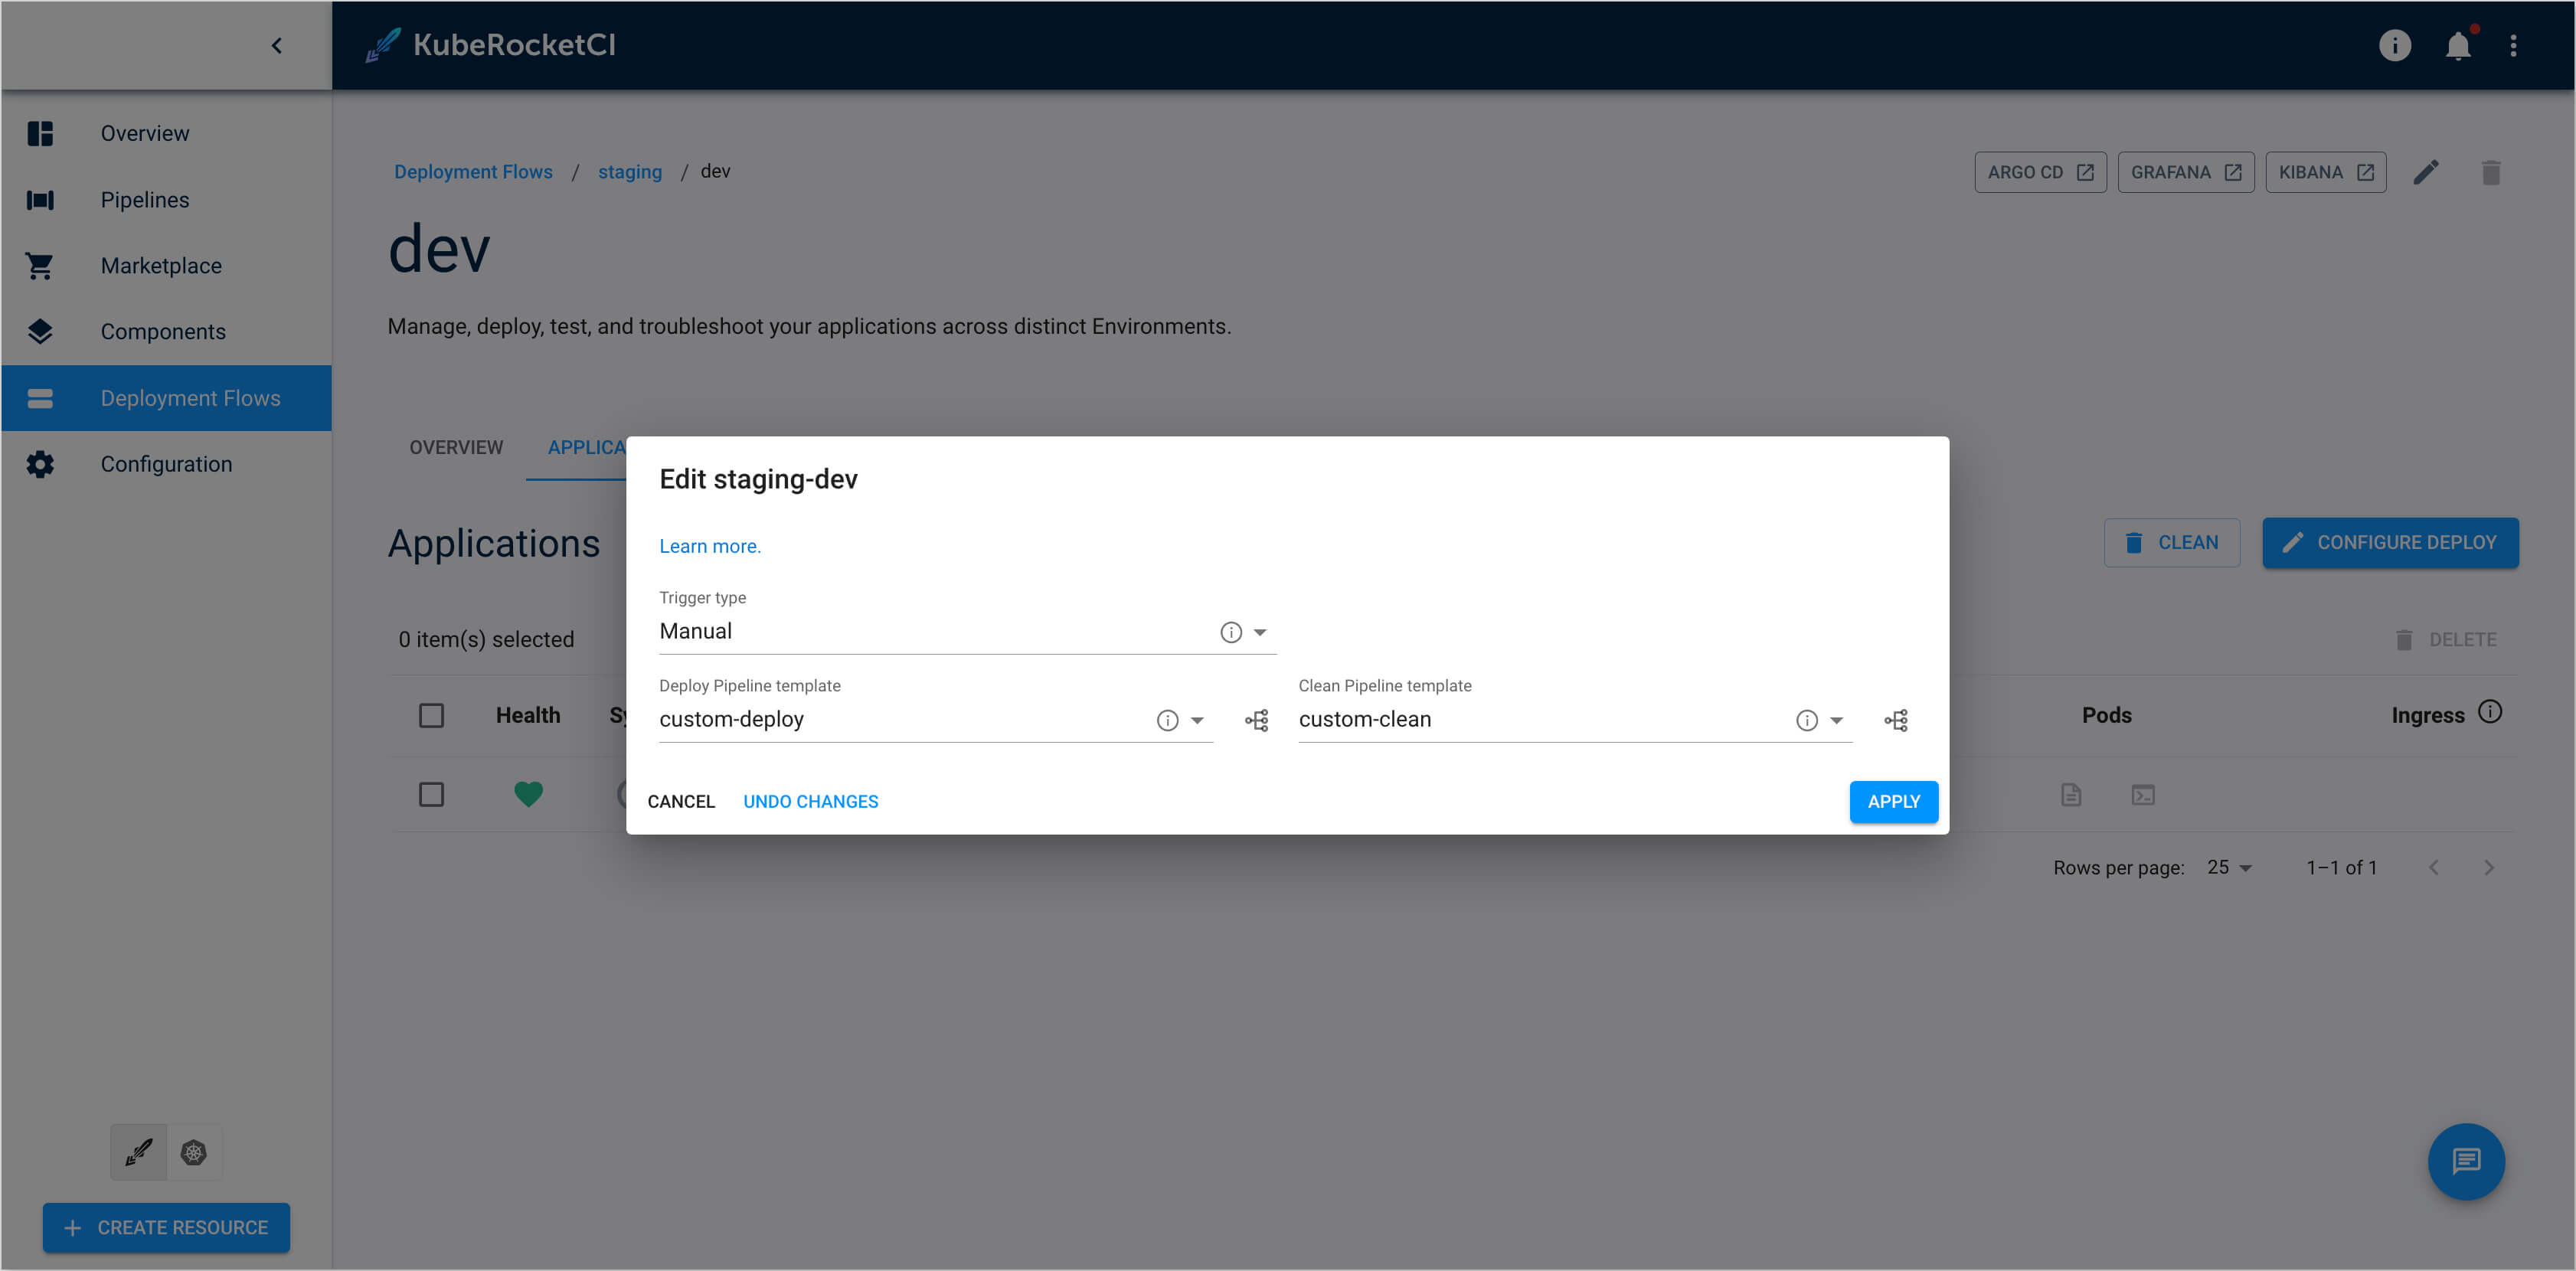 KubeRocketCI
Overview
Pipelines
Marketplace
Components
Deployment Flows
Configuration
CREATE RESOURCE
Deployment Flows / staging / dev
ARGO CD
GRAFANA
KIBANA
dev
Manage, deploy, test, and troubleshoot your applications across distinct Environments.
OVERVIEW
Applications
CLEAN
CONFIGURE DEPLOY
0 item(s) selected
DELETE
Health
Pods
Ingress
Edit staging-dev
Learn more.
Trigger type
Manual
Deploy Pipeline template
custom-deploy
Clean Pipeline template
custom-clean
CANCEL
UNDO CHANGES
APPLY
Rows per page: 25
1–1 of 1